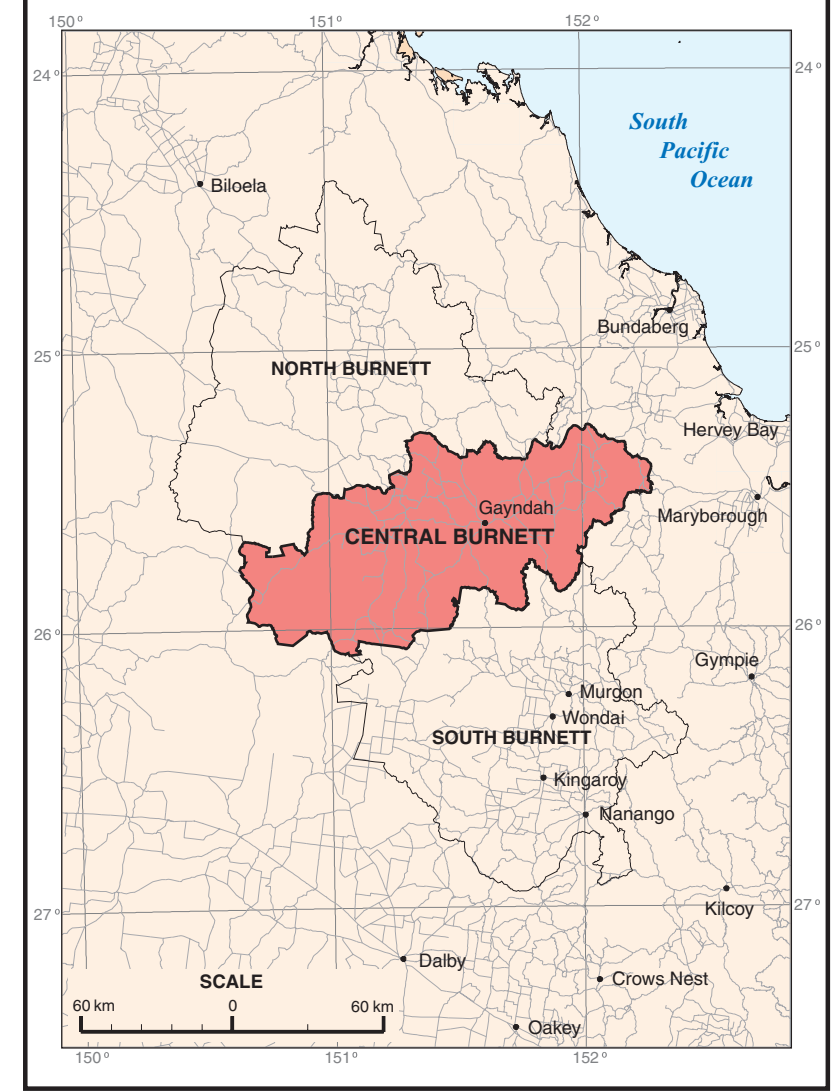 150°
151°
152°
24°
24°
South
Pacific
Ocean
Biloela
Bundaberg
25°
25°
NORTH BURNETT
Hervey Bay
Gayndah
Maryborough
CENTRAL BURNETT
26°
26°
Gympie
Murgon
Wondai
SOUTH BURNETT
Kingaroy
Nanango
Kilcoy
27°
27°
Dalby
Crows Nest
SCALE
60 km 0 60 km
Oakey
150°
151°
152°